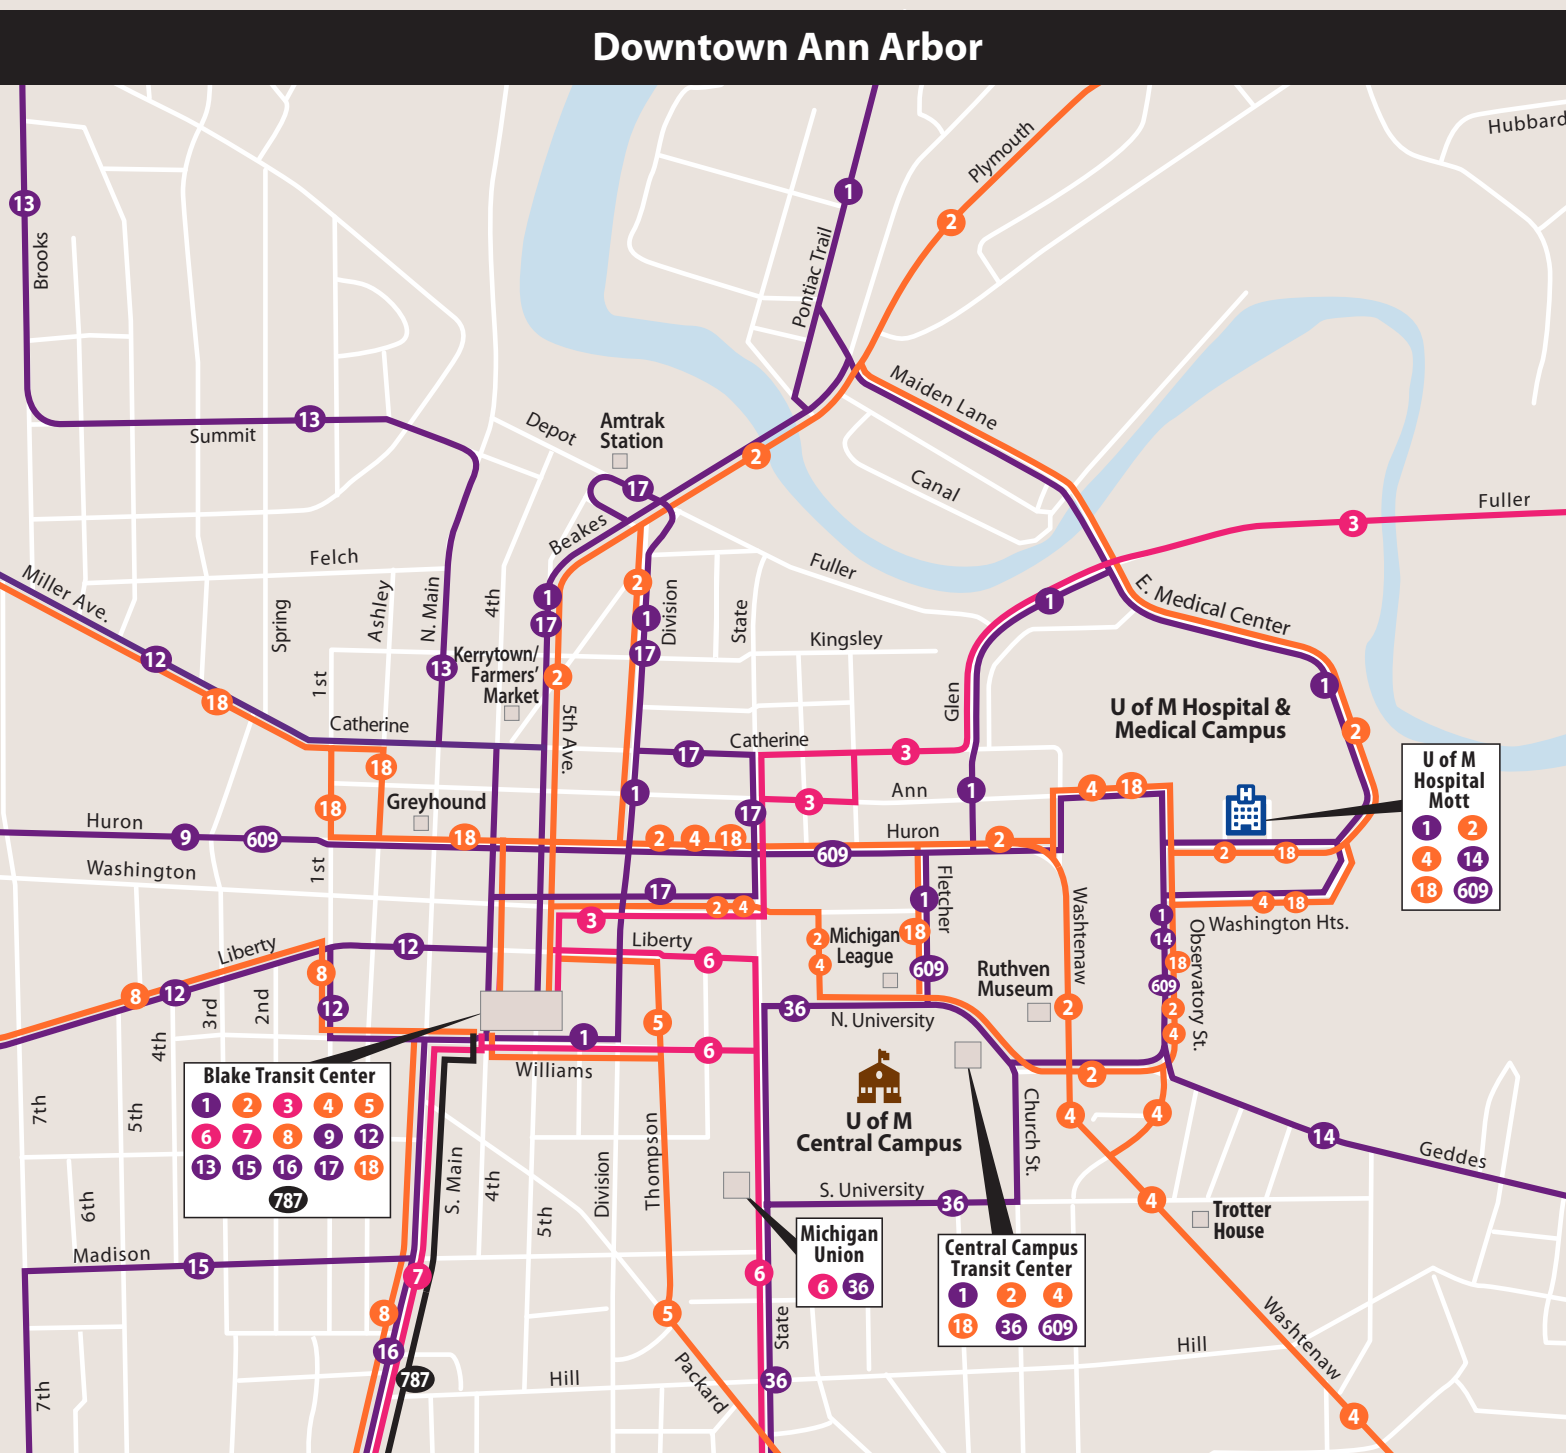 Downtown Ann Arbor
Hubbard
Plymouth
1
2
13
Brooks
Pontiac Trail
Maiden Lane
13
Summit
Depot
Amtrak
Station
2
17
Canal
Fuller
3
Beakes
Felch
Fuller
Miller Ave.
Spring
Ashley
N. Main
4th
1
17
2
1
17
Division
State
Kingsley
1
E. Medical Center
12
18
1st
13
Kerrytown/
Farmers'
Market
2
Glen
1
U of M Hospital &
Medical Campus
2
5th Ave.
Catherine
17
Catherine
3
18
18
Greyhound
1
17
3
Ann
1
4
18
U of M
Hospital
Mott
1
2
4
14
18
609
Huron
9
609
18
2
4
18
609
Huron
2
2
18
Washington
1st
17
2
4
3
1
Fletcher
Washtenaw
4
18
Washington Hts.
1
14
18
609
2
4
Observatory St.
Liberty
12
Liberty
6
2
4
Michigan
League
18
609
Ruthven
Museum
8
12
8
12
3rd
2nd
4th
36
N. University
2
5
1
6
Williams
2
Blake Transit Center
1
2
3
4
5
6
7
8
9
12
13
15
16
17
18
787
7th
5th
6th
U of M
Central Campus
Church St.
4
4
14
Geddes
S. Main
4th
5th
Division
Thompson
S. University
36
4
Trotter
House
Michigan
Union
6
36
Central Campus
Transit Center
1
2
4
18
36
609
Madison
15
7
6
8
5
State
16
787
Hill
36
Packard
Hill
Washtenaw
7th
4